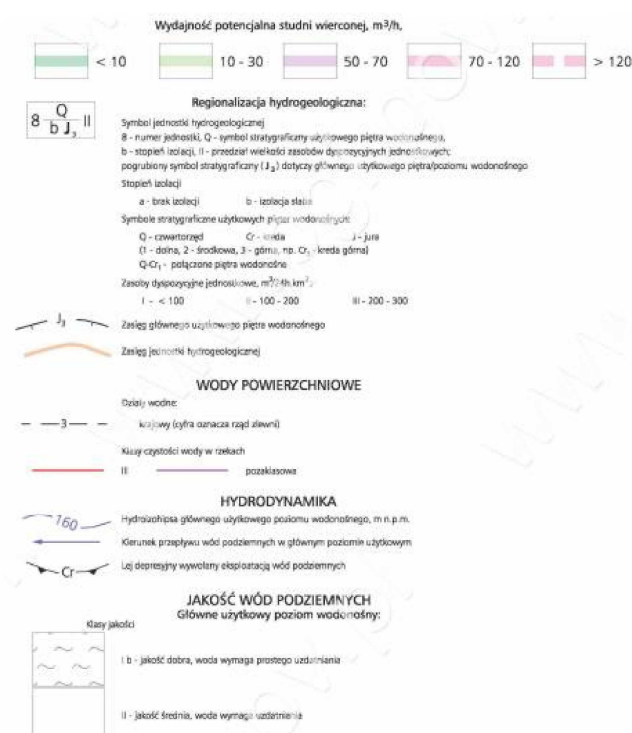 Wydajność potencjalna studni wierconej, m³/h,
< 10 10 - 30 50 - 70 70 - 120 > 120
Regionalizacja hydrogeologiczna:
8 Q/b J₃ II
Symbol jednostki hydrogeologicznej
8 - numer jednostki, Q - symbol stratygraficzny użytkowego piętra wodonośnego,
b - stopień izolacji, II - przedział wielkości zasobów dyspozycyjnych jednostkowych;
pogrubiony symbol stratygraficzny (J₃) dotyczy głównego użytkowego piętra/poziomu wodonośnego
Stopień izolacji
a - brak izolacji b - izolacja słaba
Symbole stratygraficzne użytkowych pięter wodonośnych:
Q - czwartorzęd Cr - kreda J - jura
(1 - dolna, 2 - środkowa, 3 - górna, np. Cr₁ - kreda górna)
Q-Cr₁ - połączone piętra wodonośne
Zasoby dyspozycyjne jednostkowe, m³/24h.km²:
I - < 100 II - 100 - 200 III - 200 - 300
J₃ Zasięg głównego użytkowego piętra wodonośnego
Zasięg jednostki hydrogeologicznej
WODY POWIERZCHNIOWE
Działy wodne:
3 krajowy (cyfra oznacza rząd zlewni)
Klasy czystości wody w rzekach
III pozaklasowa
HYDRODYNAMIKA
160 Hydroizohipsa głównego użytkowego poziomu wodonośnego, m n.p.m.
Kierunek przepływu wód podziemnych w głównym poziomie użytkowym
Cr Lej depresyjny wywołany eksploatacją wód podziemnych
JAKOŚĆ WÓD PODZIEMNYCH
Główne użytkowy poziom wodonośny:
Klasy jakości
I b - jakość dobra, woda wymaga prostego uzdatniania
II - jakość średnia, woda wymaga uzdatniania